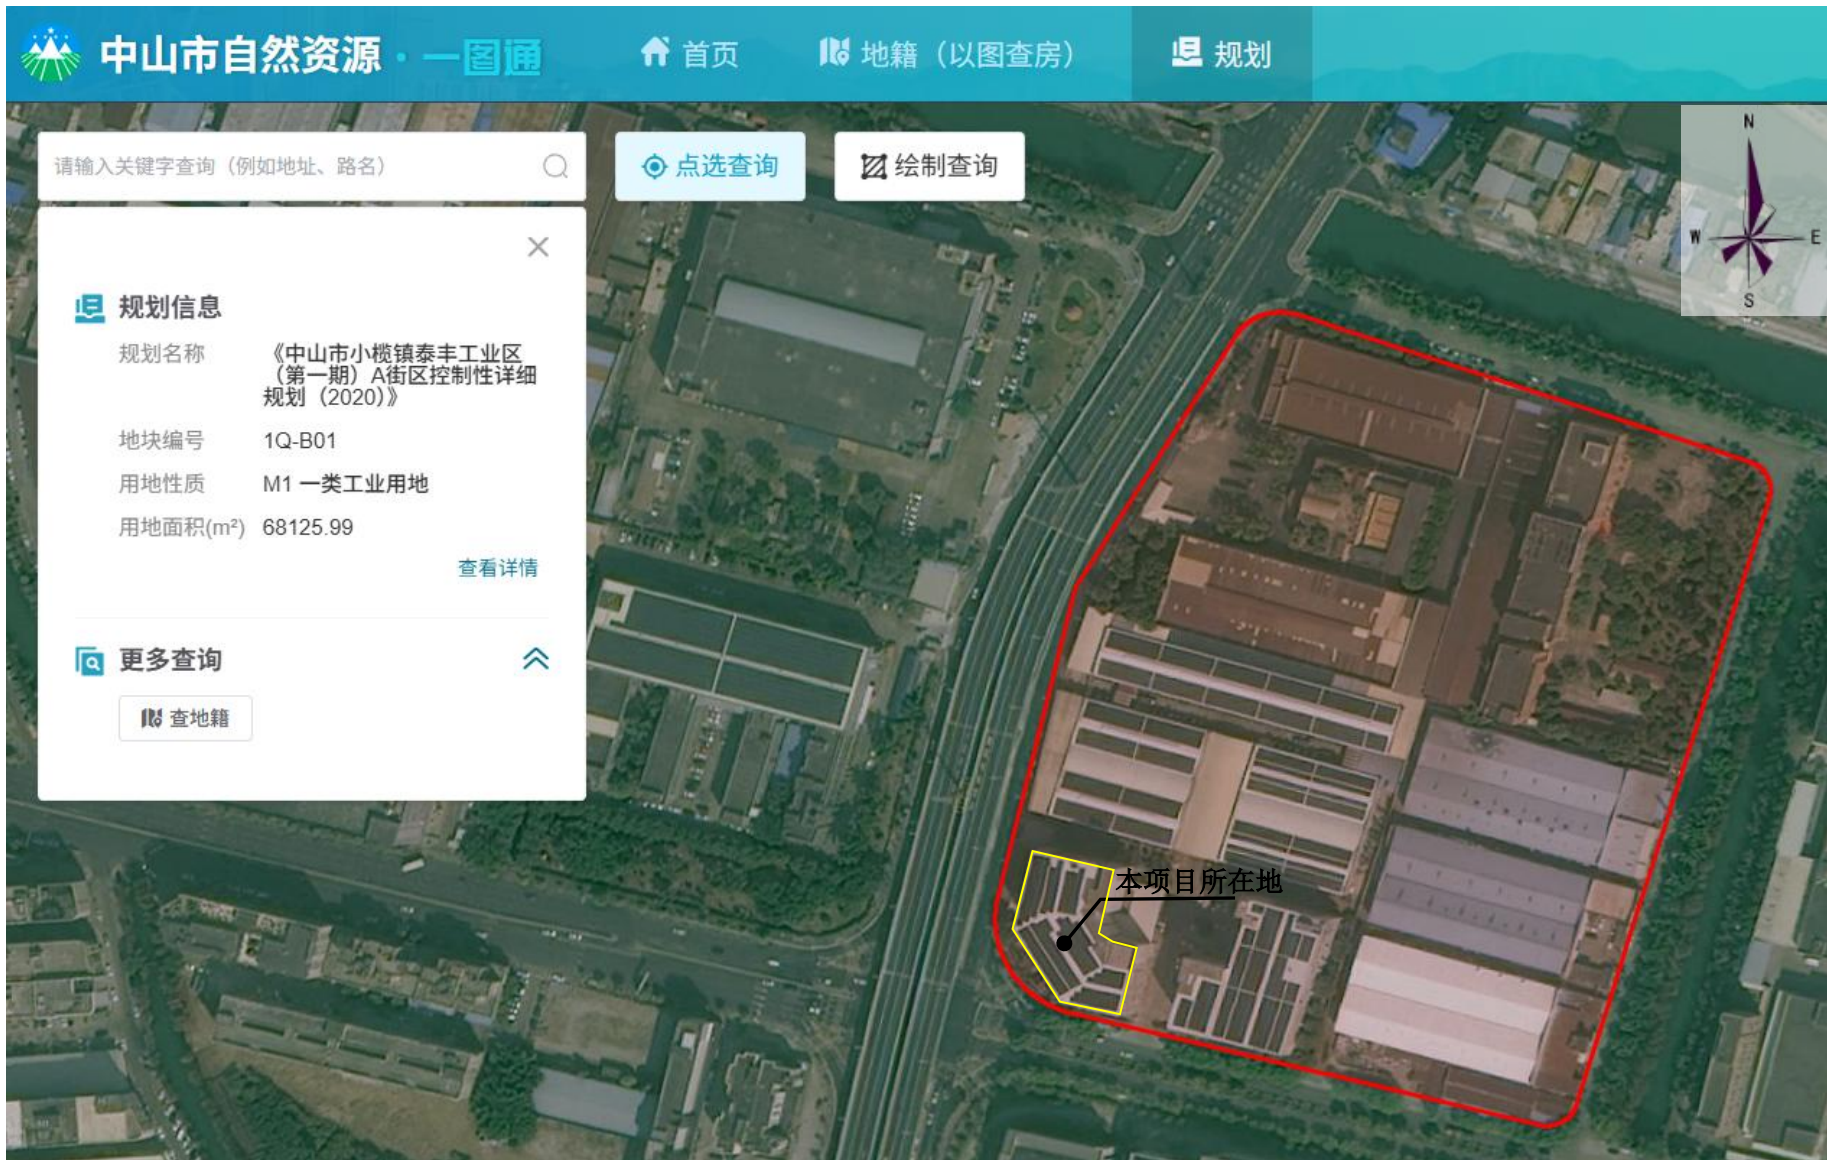 中山市自然资源·一图通
首页
地籍（以图查房）
规划
请输入关键字查询（例如地址、路名）
点选查询
绘制查询
N
W
E
S
规划信息
规划名称
《中山市小榄镇泰丰工业区
（第一期）A街区控制性详细
规划（2020）》
地块编号 1Q-B01
用地性质 M1 一类工业用地
用地面积(m²) 68125.99
查看详情
更多查询
查地籍
本项目所在地